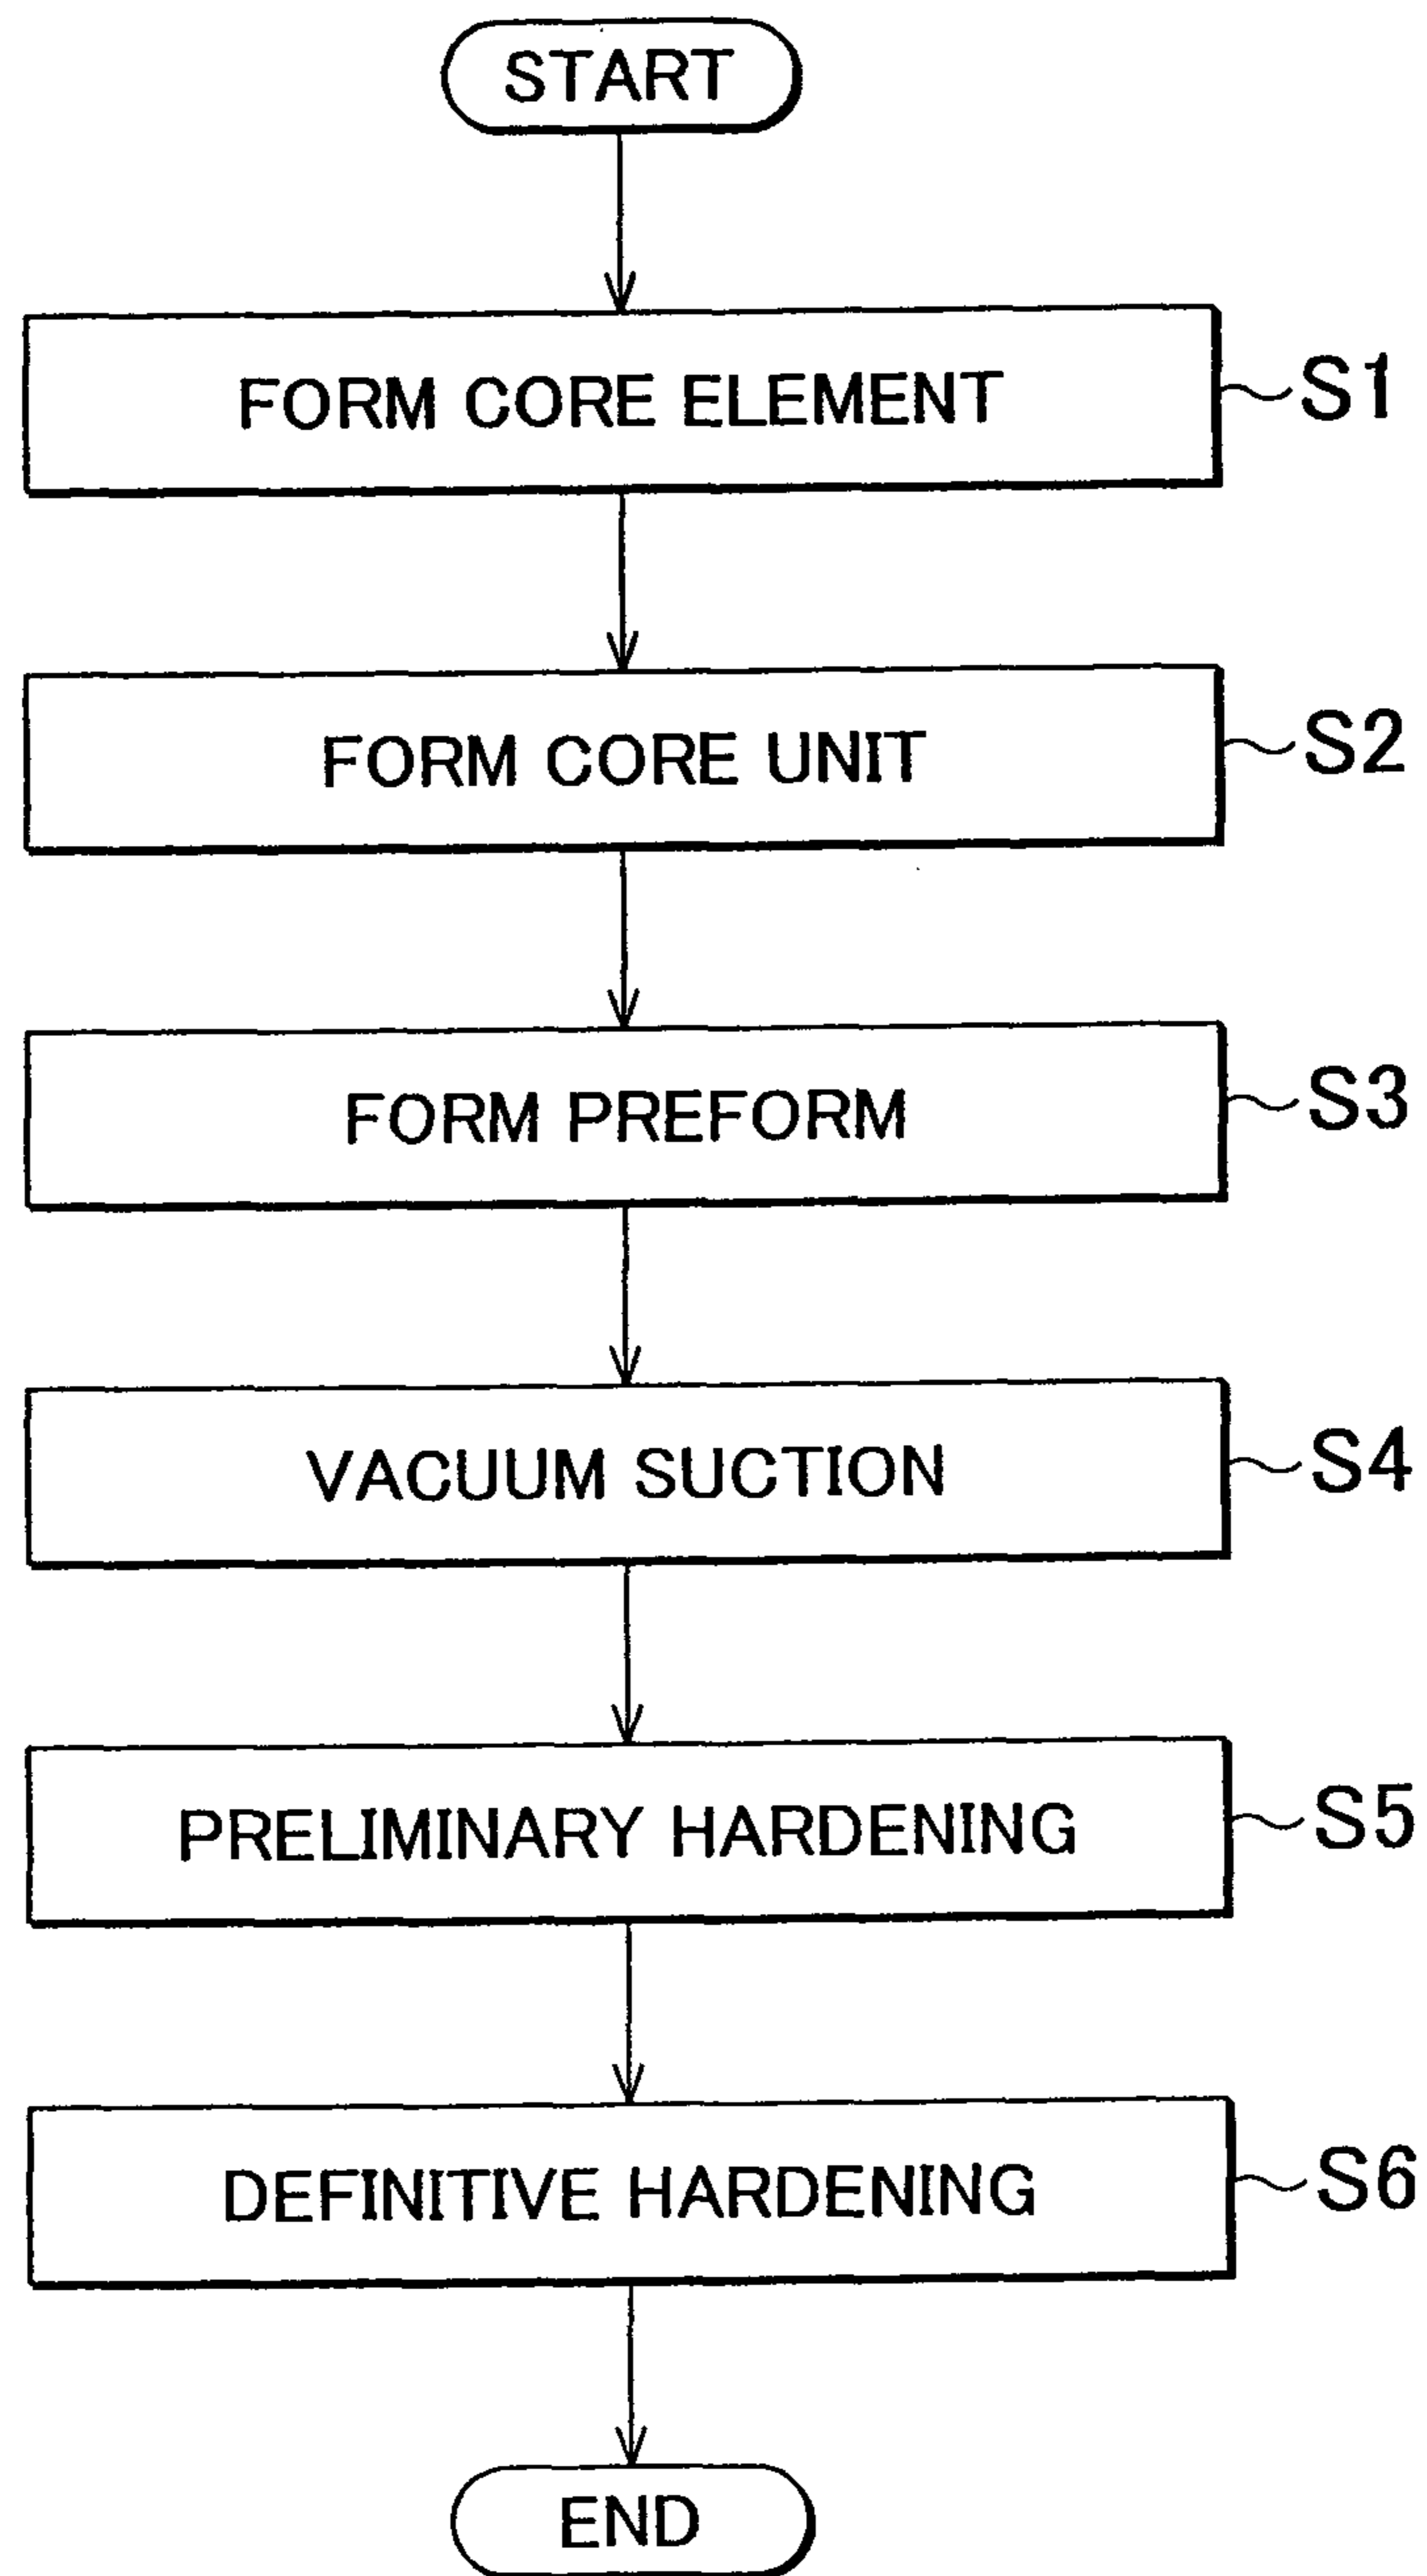 START
FORM CORE ELEMENT S1
FORM CORE UNIT S2
FORM PREFORM S3
VACUUM SUCTION S4
PRELIMINARY HARDENING S5
DEFINITIVE HARDENING S6
END